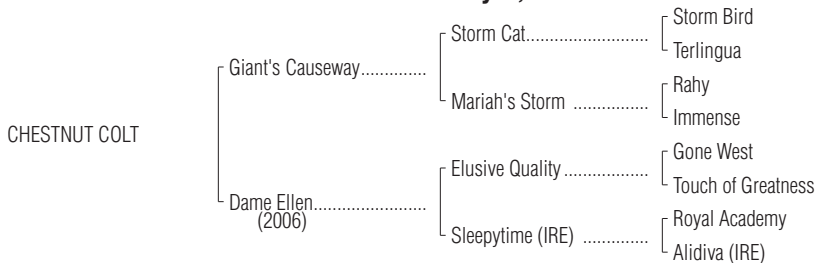 Storm Bird
Storm Cat
Terlingua
Giant's Causeway
Rahy
Mariah's Storm
Immense
CHESTNUT COLT
Gone West
Elusive Quality
Touch of Greatness
Dame Ellen
(2006)
Royal Academy
Sleepytime (IRE)
Alidiva (IRE)